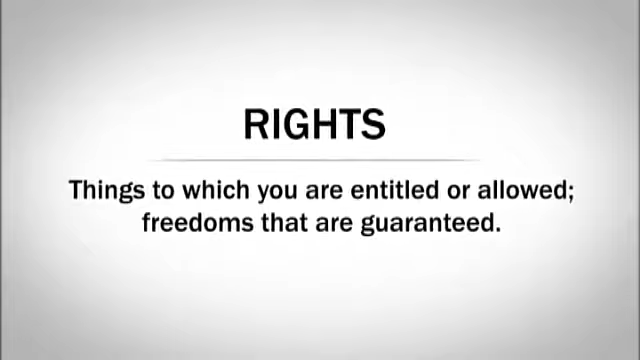 RIGHTS
Things to which you are entitled or allowed;
freedoms that are guaranteed.